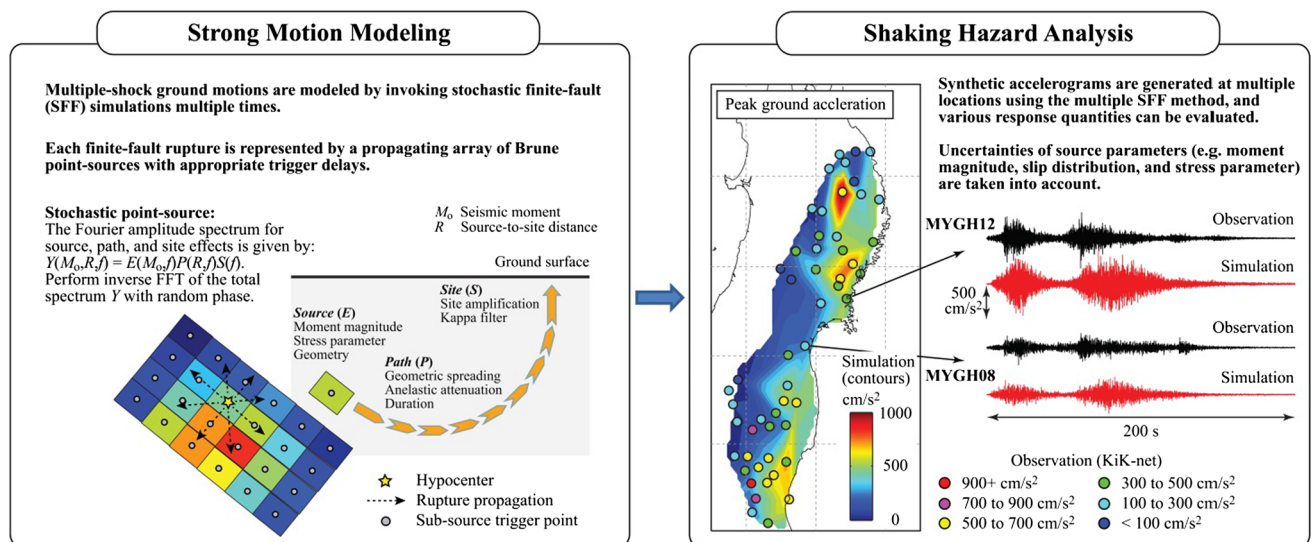 Strong Motion Modeling
Multiple-shock ground motions are modeled by invoking stochastic finite-fault
(SFF) simulations multiple times.
Each finite-fault rupture is represented by a propagating array of Brune
point-sources with appropriate trigger delays.
Stochastic point-source:
The Fourier amplitude spectrum for
source, path, and site effects is given by:
Y(Mo,R,f) = E(Mo,f)P(R,f)S(f).
Perform inverse FFT of the total
spectrum Y with random phase.
Mo Seismic moment
R Source-to-site distance
Ground surface
Site (S)
Site amplification
Kappa filter
Source (E)
Moment magnitude
Stress parameter
Geometry
Path (P)
Geometric spreading
Anelastic attenuation
Duration
Hypocenter
Rupture propagation
Sub-source trigger point
Shaking Hazard Analysis
Peak ground accleration
Simulation
(contours)
cm/s²
1000
500
0
Synthetic accelerograms are generated at multiple
locations using the multiple SFF method, and
various response quantities can be evaluated.
Uncertainties of source parameters (e.g. moment
magnitude, slip distribution, and stress parameter)
are taken into account.
MYGH12
Observation
Simulation
500
cm/s²
Observation
MYGH08
Simulation
200 s
Observation (KiK-net)
900+ cm/s²
700 to 900 cm/s²
500 to 700 cm/s²
300 to 500 cm/s²
100 to 300 cm/s²
< 100 cm/s²